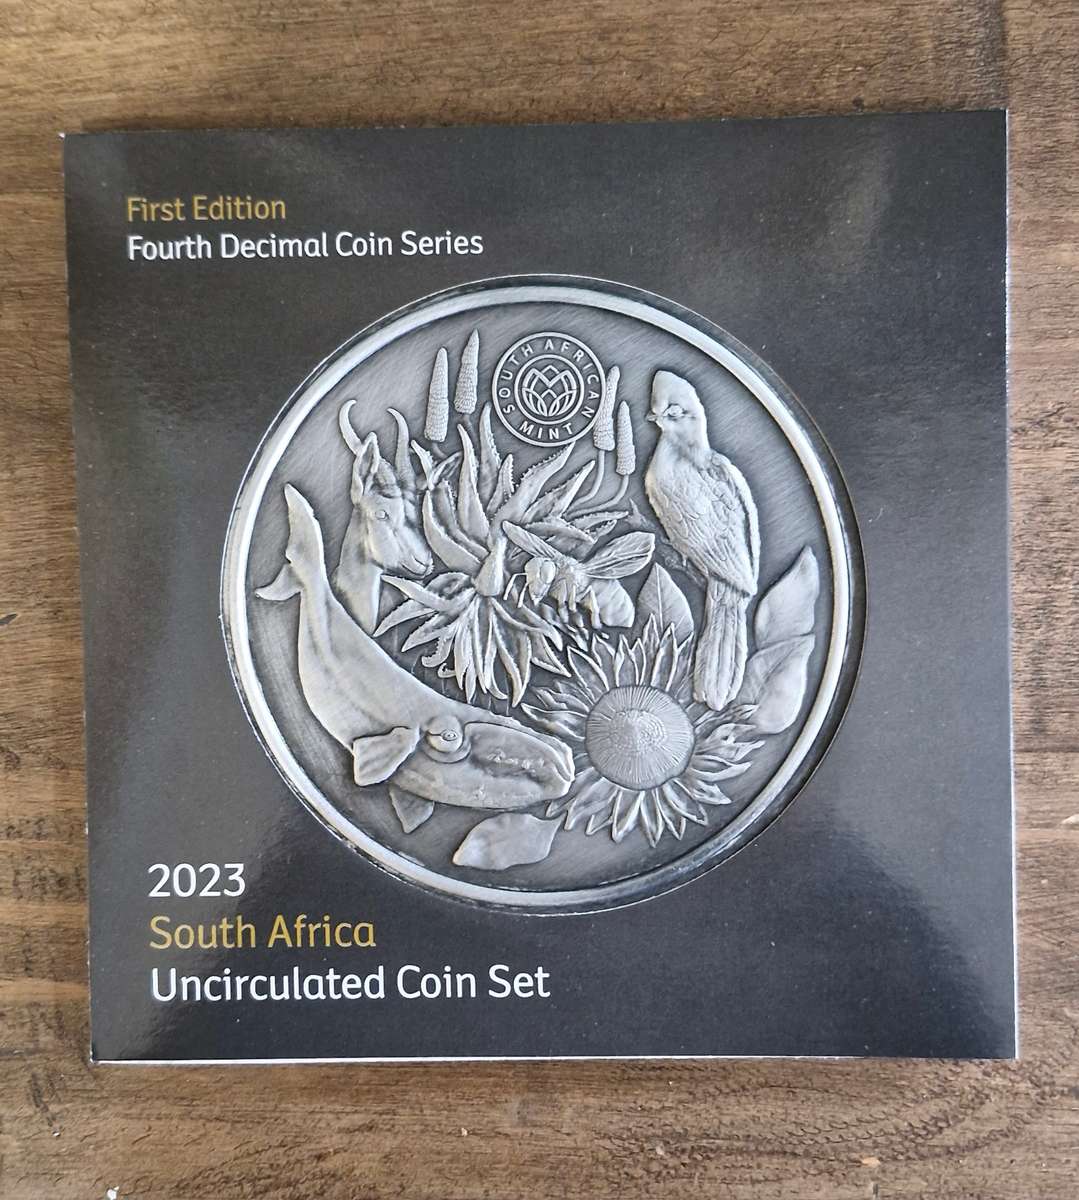 First Edition
Fourth Decimal Coin Series
SOUTH AFRICAN
MINT
2023
South Africa
Uncirculated Coin Set